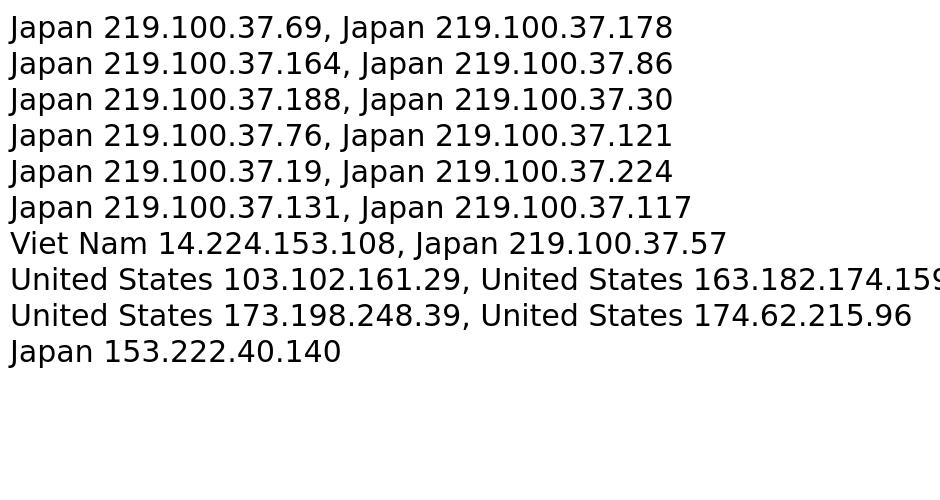 Japan 219.100.37.69, Japan 219.100.37.178
Japan 219.100.37.164, Japan 219.100.37.86
Japan 219.100.37.188, Japan 219.100.37.30
Japan 219.100.37.76, Japan 219.100.37.121
Japan 219.100.37.19, Japan 219.100.37.224
Japan 219.100.37.131, Japan 219.100.37.117
Viet Nam 14.224.153.108, Japan 219.100.37.57
United States 103.102.161.29, United States 163.182.174.159
United States 173.198.248.39, United States 174.62.215.96
Japan 153.222.40.140